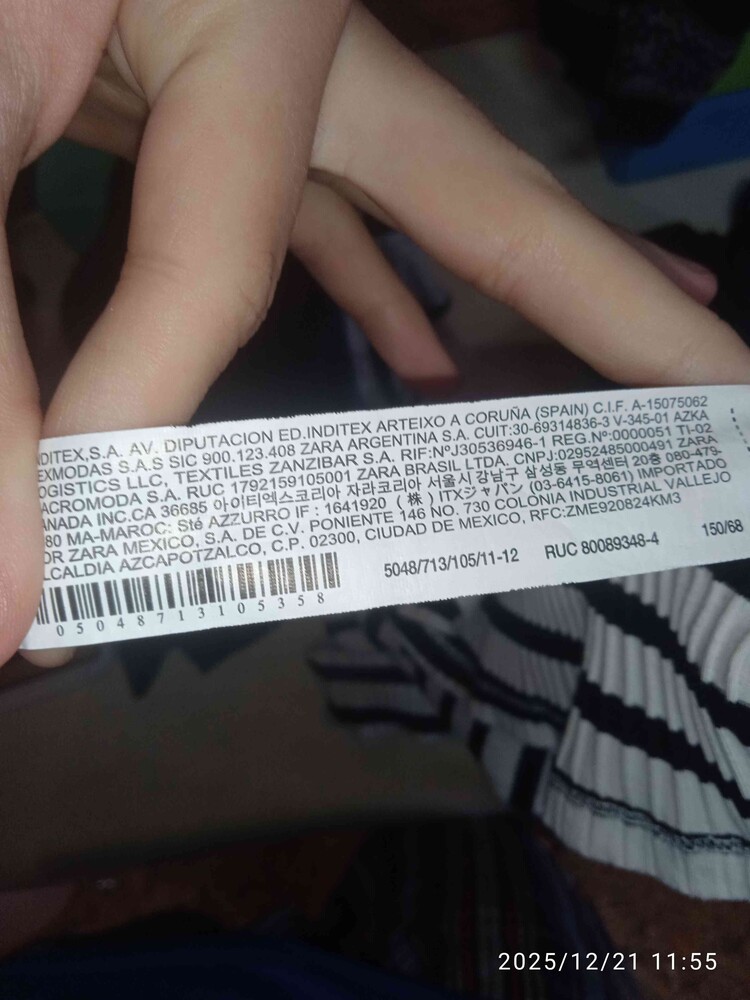 NDITEX,S.A. AV. DIPUTACION ED.INDITEX ARTEIXO A CORUÑA (SPAIN) C.I.F. A-15075062
EXMODAS S.A.S SIC 900.123.408 ZARA ARGENTINA S.A. CUIT:30-69314836-3 V-345-01 AZKA
OGISTICS LLC, TEXTILES ZANZIBAR S.A. RIF:NºJ30536946-1 REG.Nº:0000051 TI-02
ACROMODA S.A. RUC 1792159105001 ZARA BRASIL LTDA. CNPJ:02952485000491 ZARA
ANADA INC.CA 36685 아이티엑스코리아 자라코리아 서울시 강남구 삼성동 무역센터 20층 080-479-
80 MA-MAROC: Sté AZZURRO IF : 1641920 (株) ITXジャパン (03-6415-8061) IMPORTADO
OR ZARA MEXICO, S.A. DE C.V. PONIENTE 146 NO. 730 COLONIA INDUSTRIAL VALLEJO
LCALDIA AZCAPOTZALCO, C.P. 02300, CIUDAD DE MEXICO, RFC:ZME920824KM3
5048/713/105/11-12 RUC 80089348-4 150/68
05048713105358
2025/12/21 11:55